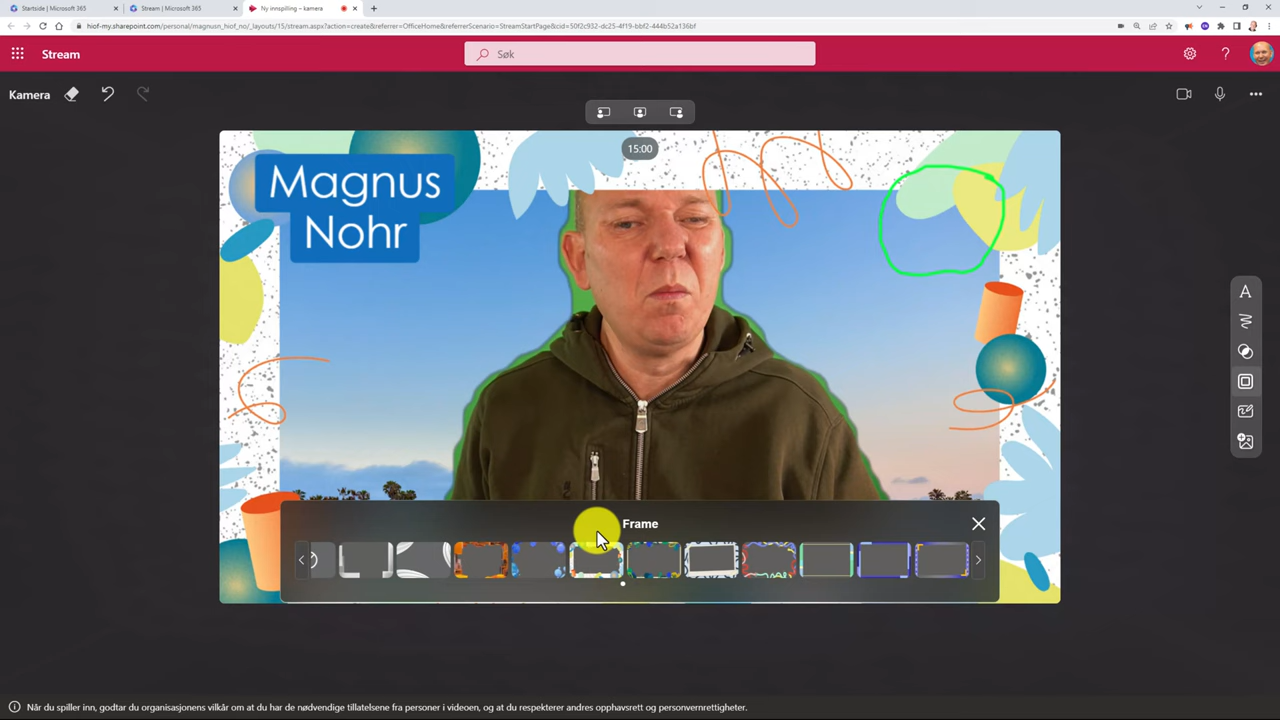 Startside | Microsoft 365
Stream | Microsoft 365
Ny innspilling – kamera
hiof-my.sharepoint.com/personal/magnusn_hiof_no/_layouts/15/stream.aspx?action=create&referrer=OfficeHome&referrerScenario=StreamStartPage&cid=50f2c932-dc25-4f19-bbf2-444b52a136bf
Stream
Søk
Kamera
15:00
Magnus
Nohr
Frame
Når du spiller inn, godtar du organisasjonens vilkår om at du har de nødvendige tillatelsene fra personer i videoen, og at du respekterer andres opphavsrett og personvernrettigheter.